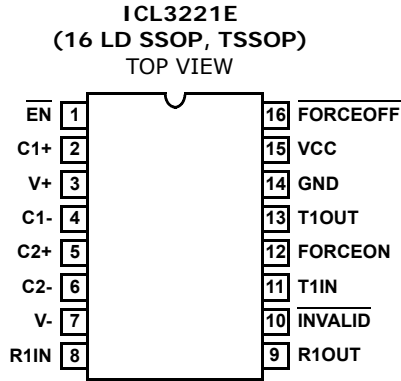 ICL3221E
(16 LD SSOP, TSSOP)
TOP VIEW
EN 1 16 FORCEOFF
C1+ 2 15 VCC
V+ 3 14 GND
C1- 4 13 T1OUT
C2+ 5 12 FORCEON
C2- 6 11 T1IN
V- 7 10 INVALID
R1IN 8 9 R1OUT